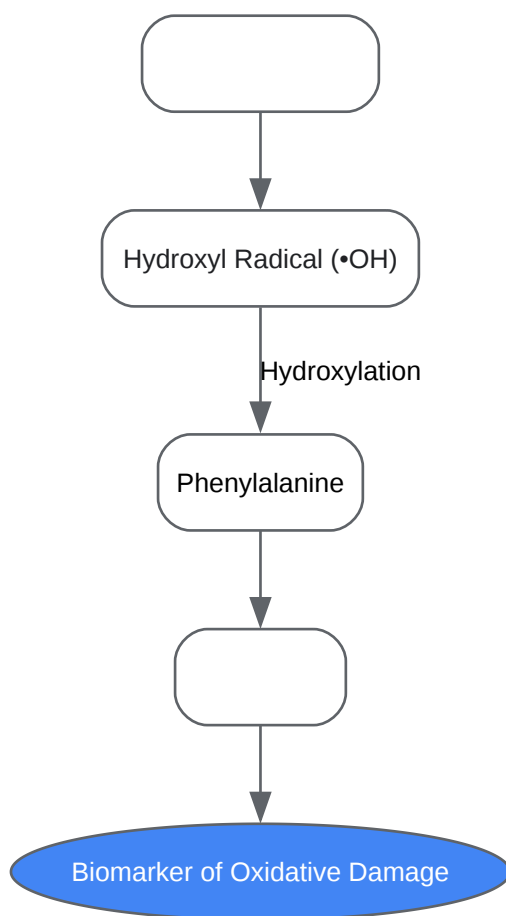 Hydroxyl Radical (•OH)
Hydroxylation
Phenylalanine
Biomarker of Oxidative Damage